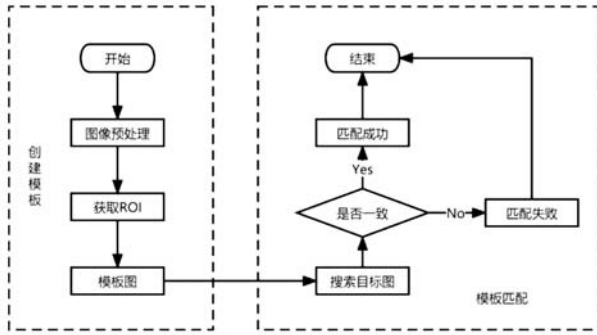 开始
图像预处理
获取ROI
模板图
创建模板
结束
匹配成功
Yes
是否一致
No
匹配失败
搜索目标图
模板匹配